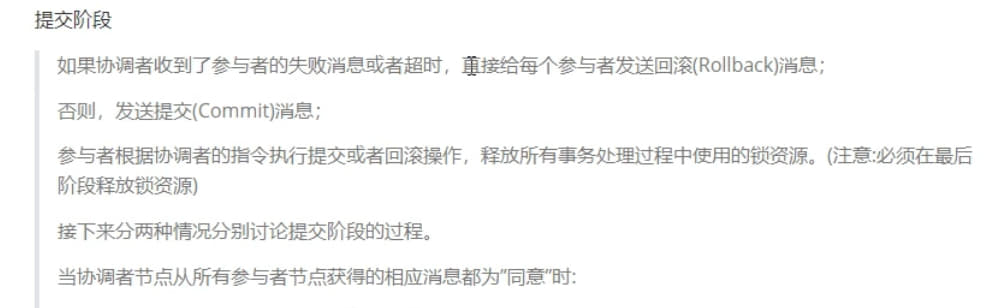 提交阶段
如果协调者收到了参与者的失败消息或者超时，直接给每个参与者发送回滚(Rollback)消息；
否则，发送提交(Commit)消息；
参与者根据协调者的指令执行提交或者回滚操作，释放所有事务处理过程中使用的锁资源。(注意:必须在最后
阶段释放锁资源)
接下来分两种情况分别讨论提交阶段的过程。
当协调者节点从所有参与者节点获得的相应消息都为”同意”时: